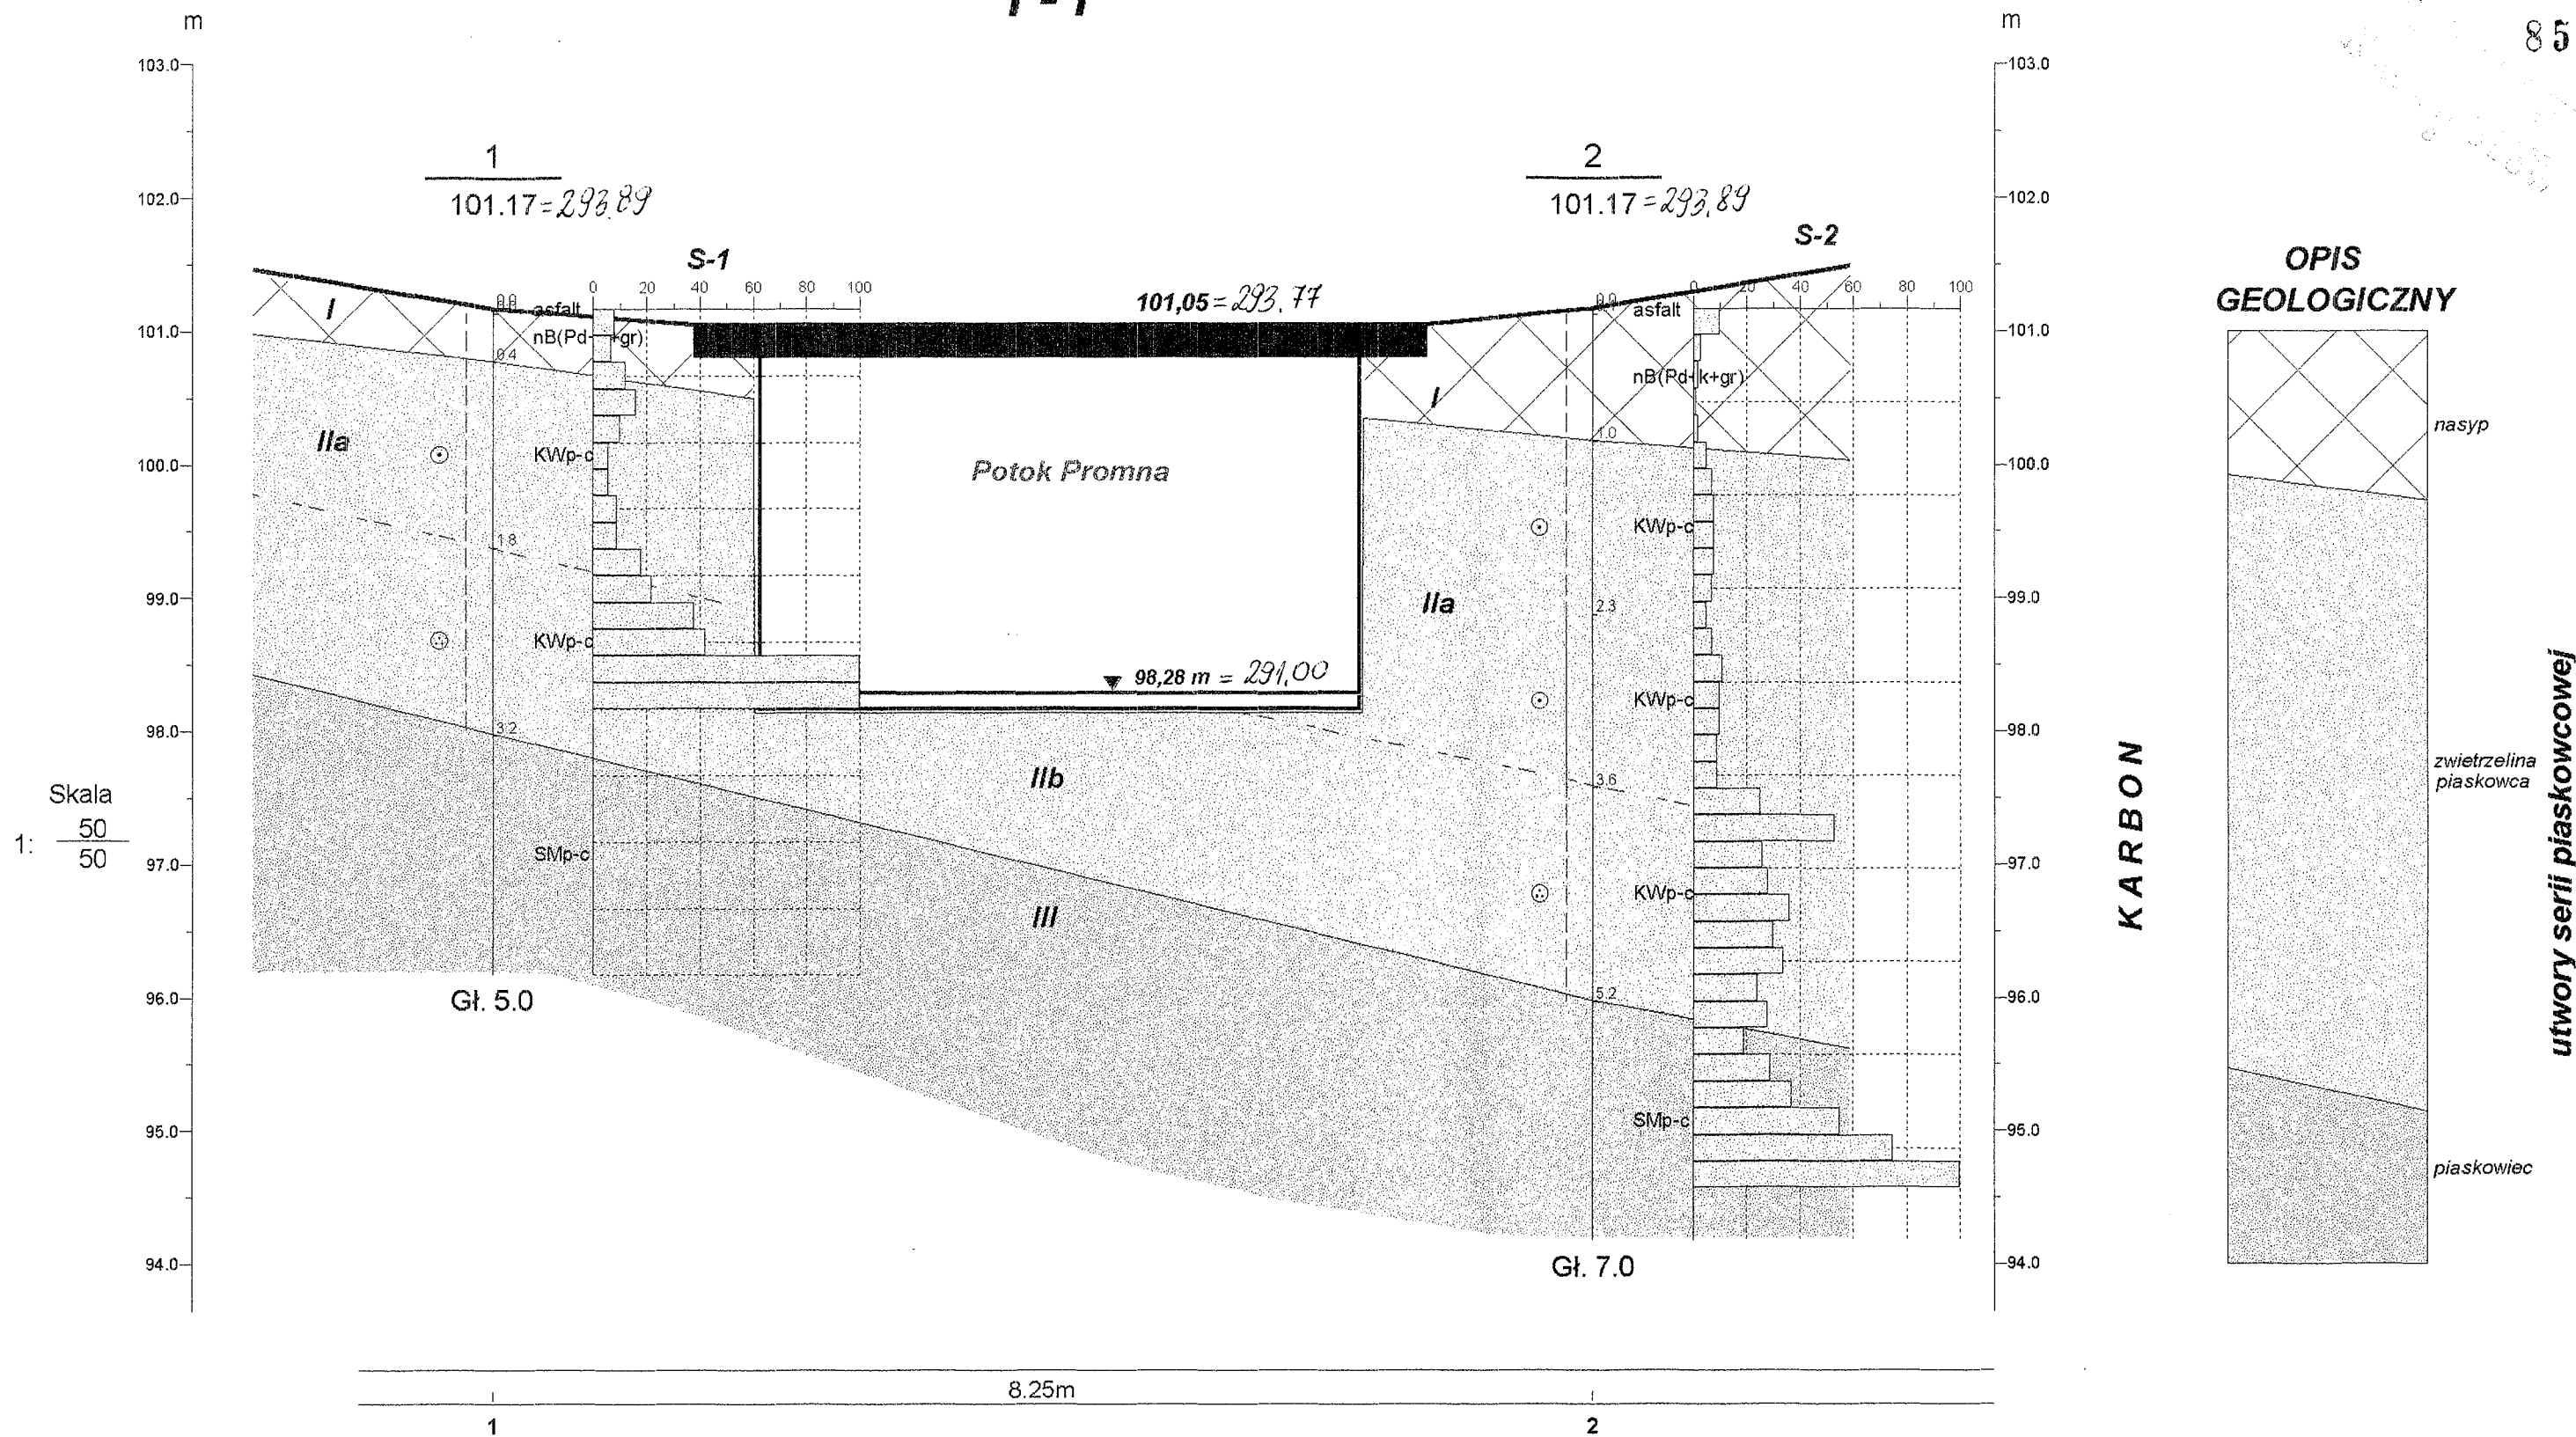 I - I
85
m
m
103.0
102.0
101.0
100.0
99.0
98.0
97.0
96.0
95.0
94.0
Skala
1: 50
50
1
101.17=293.89
S-1
0 20 40 60 80 100
asfalt
nB(Pd+gr)
0.4
I
IIa
KWp-c
1.8
KWp-c
3.2
SMp-c
Gł. 5.0
101,05=293.77
Potok Promna
98,28 m = 291,00
IIb
III
2
101.17=293,89
S-2
0 20 40 60 80 100
asfalt
nB(Pd+k+gr)
I
1.0
KWp-c
IIa
2.3
KWp-c
3.6
KWp-c
5.2
SMp-c
Gł. 7.0
103.0
102.0
101.0
100.0
99.0
98.0
97.0
96.0
95.0
94.0
OPIS
GEOLOGICZNY
nasyp
zwietrzelina
piaskowca
piaskowiec
KARBON
utwory serii piaskowcowej
8.25m
1
2